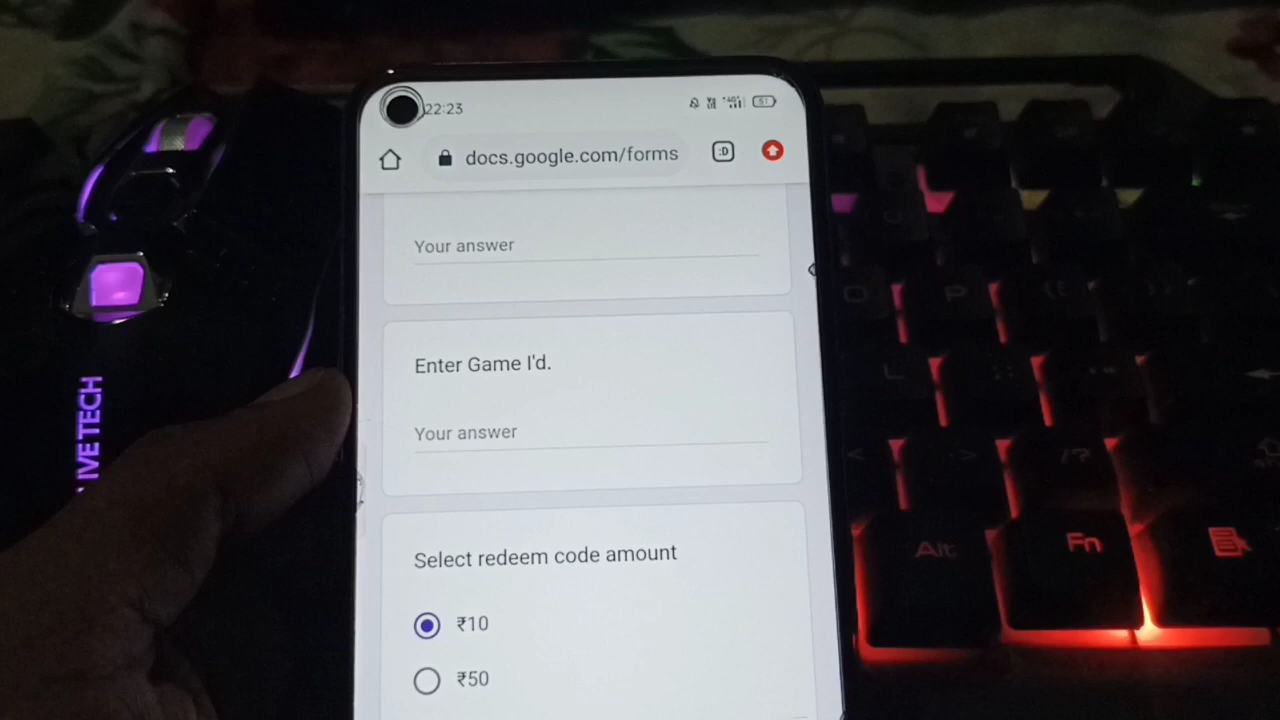 22:23
51
docs.google.com/forms
:D
Your answer
Enter Game I'd.
Your answer
Select redeem code amount
₹10
₹50
IVE TECH
O
P
L
Alt
Fn